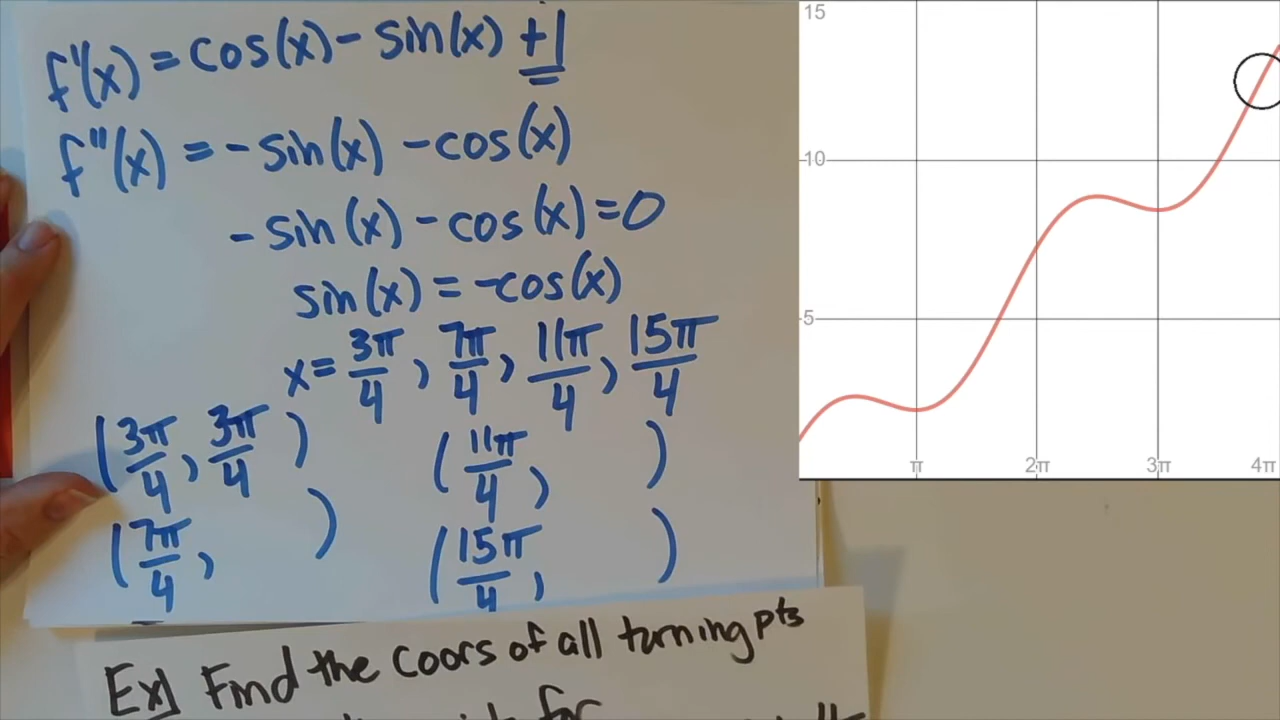 f'(x) = cos(x) - sin(x) +1
f''(x) = -sin(x) -cos(x)
-sin(x) -cos(x) =0
sin(x) = -cos(x)
x= 3π/4, 7π/4, 11π/4, 15π/4
(3π/4, 3π/4 ) (11π/4, )
(7π/4, ) (15π/4, )
Ex] Find the coors of all turning pts
for
15
10
5
π 2π 3π 4π